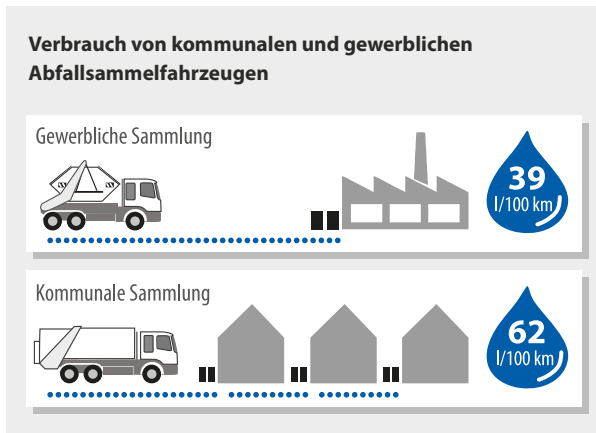 Verbrauch von kommunalen und gewerblichen
Abfallsammelfahrzeugen
Gewerbliche Sammlung
39
l/100 km
Kommunale Sammlung
62
l/100 km